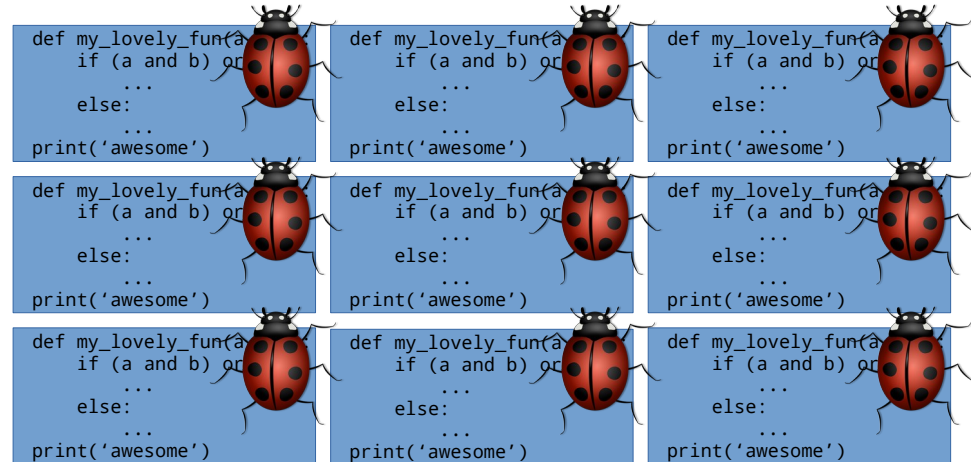 def my_lovely_fun(a
if (a and b) or
...
else:
...
print(‘awesome’)
def my_lovely_fun(a
if (a and b) or
...
else:
...
print(‘awesome’)
def my_lovely_fun(a
if (a and b) or
...
else:
...
print(‘awesome’)
def my_lovely_fun(a
if (a and b) or
...
else:
...
print(‘awesome’)
def my_lovely_fun(a
if (a and b) or
...
else:
...
print(‘awesome’)
def my_lovely_fun(a
if (a and b) or
...
else:
...
print(‘awesome’)
def my_lovely_fun(a
if (a and b) or
...
else:
...
print(‘awesome’)
def my_lovely_fun(a
if (a and b) or
...
else:
...
print(‘awesome’)
def my_lovely_fun(a
if (a and b) or
...
else:
...
print(‘awesome’)